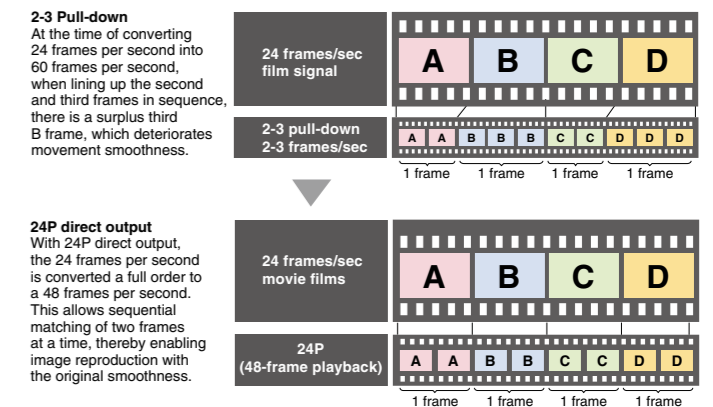 2-3 Pull-down
At the time of converting
24 frames per second into
60 frames per second,
when lining up the second
and third frames in sequence,
there is a surplus third
B frame, which deteriorates
movement smoothness.
24 frames/sec
film signal
A B C D
2-3 pull-down
2-3 frames/sec
A A B B B C C D D D
1 frame 1 frame 1 frame 1 frame
24P direct output
With 24P direct output,
the 24 frames per second
is converted a full order to
a 48 frames per second.
This allows sequential
matching of two frames
at a time, thereby enabling
image reproduction with
the original smoothness.
24 frames/sec
movie films
A B C D
24P
(48-frame playback)
A A B B C C D D
1 frame 1 frame 1 frame 1 frame